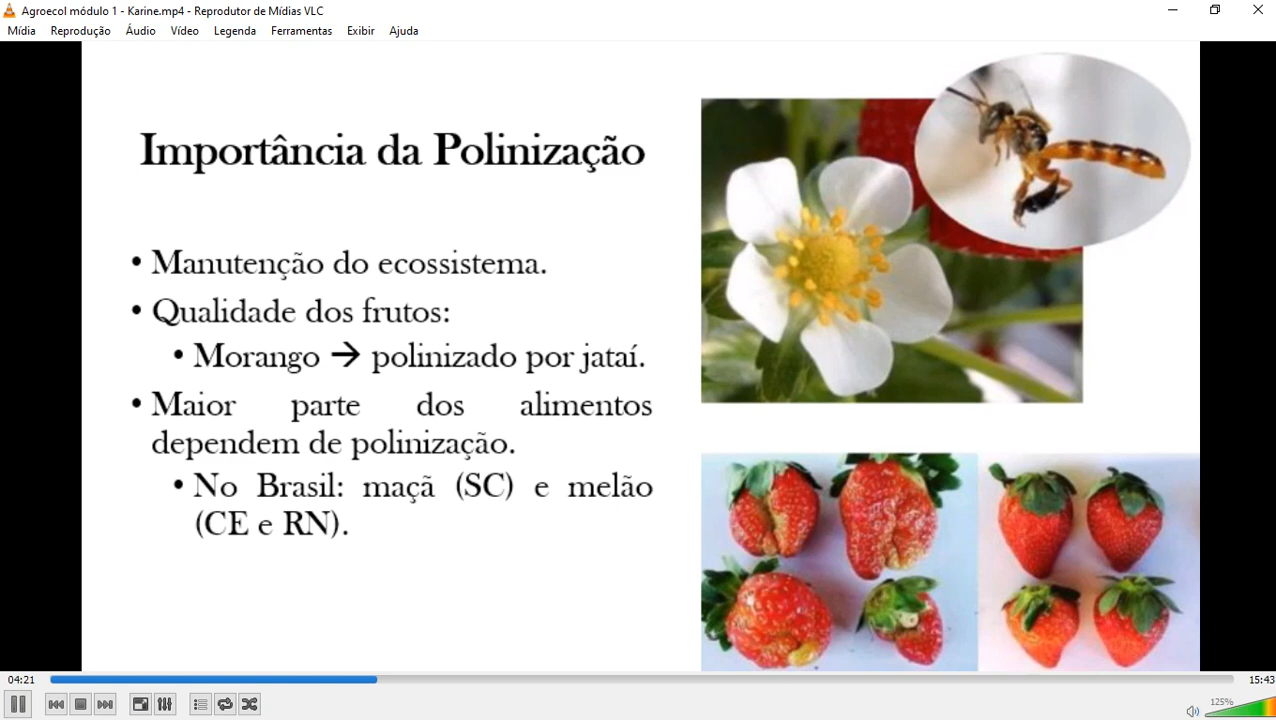 Agroecol módulo 1 - Karine.mp4 - Reprodutor de Mídias VLC
Mídia Reprodução Áudio Vídeo Legenda Ferramentas Exibir Ajuda
Importância da Polinização
• Manutenção do ecossistema.
• Qualidade dos frutos:
• Morango → polinizado por jataí.
• Maior parte dos alimentos
dependem de polinização.
• No Brasil: maçã (SC) e melão
(CE e RN).
04:21 15:43
125%